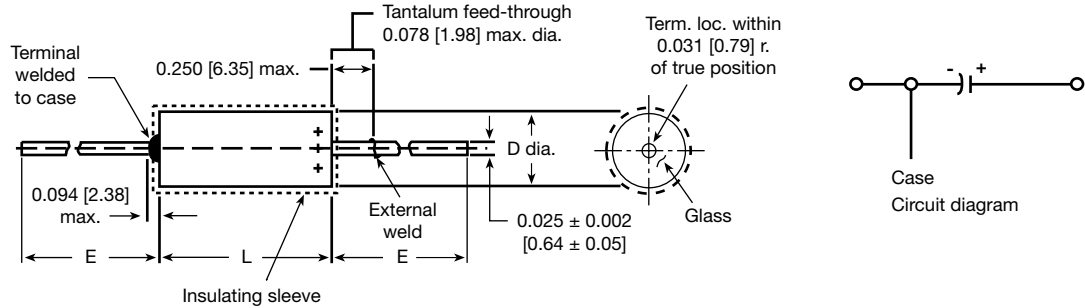 Tantalum feed-through
0.078 [1.98] max. dia.
Term. loc. within
0.031 [0.79] r.
of true position
Terminal
welded
to case
0.250 [6.35] max.
- +
+
+
+
D dia.
0.094 [2.38]
max.
External
weld
0.025 ± 0.002
[0.64 ± 0.05]
Glass
Case
Circuit diagram
E
L
E
Insulating sleeve